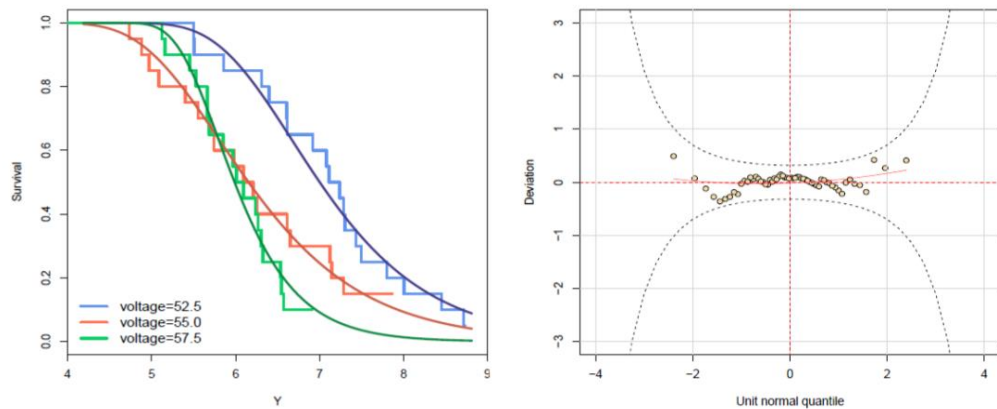 1.0
0.8
0.6
0.4
0.2
0.0
Survival
voltage=52.5
voltage=55.0
voltage=57.5
4 5 6 7 8 9
Y
3
2
1
0
−1
−2
−3
Deviation
−4 −2 0 2 4
Unit normal quantile